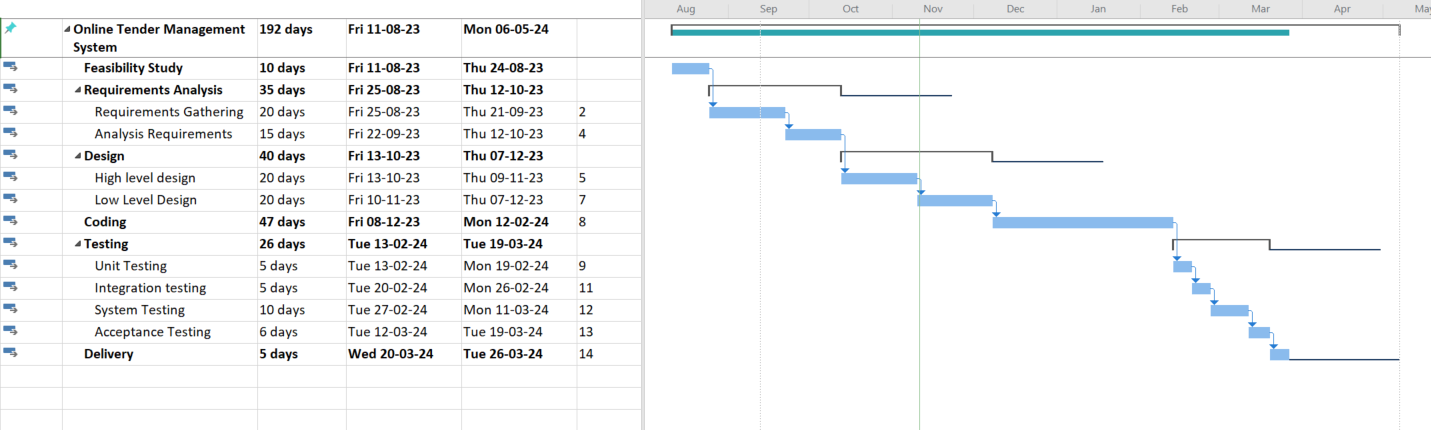 Aug Sep Oct Nov Dec Jan Feb Mar Apr May
Online Tender Management 192 days Fri 11-08-23 Mon 06-05-24
System
Feasibility Study 10 days Fri 11-08-23 Thu 24-08-23
Requirements Analysis 35 days Fri 25-08-23 Thu 12-10-23
Requirements Gathering 20 days Fri 25-08-23 Thu 21-09-23 2
Analysis Requirements 15 days Fri 22-09-23 Thu 12-10-23 4
Design 40 days Fri 13-10-23 Thu 07-12-23
High level design 20 days Fri 13-10-23 Thu 09-11-23 5
Low Level Design 20 days Fri 10-11-23 Thu 07-12-23 7
Coding 47 days Fri 08-12-23 Mon 12-02-24 8
Testing 26 days Tue 13-02-24 Tue 19-03-24
Unit Testing 5 days Tue 13-02-24 Mon 19-02-24 9
Integration testing 5 days Tue 20-02-24 Mon 26-02-24 11
System Testing 10 days Tue 27-02-24 Mon 11-03-24 12
Acceptance Testing 6 days Tue 12-03-24 Tue 19-03-24 13
Delivery 5 days Wed 20-03-24 Tue 26-03-24 14